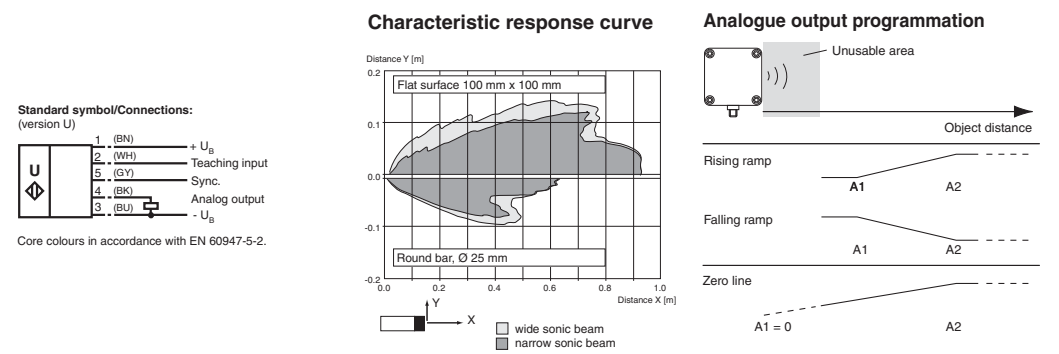 Standard symbol/Connections:
(version U)
U
1 (BN) + UB
2 (WH) Teaching input
5 (GY) Sync.
4 (BK) Analog output
3 (BU) - UB
Core colours in accordance with EN 60947-5-2.
Characteristic response curve
Distance Y [m]
0.2
Flat surface 100 mm x 100 mm
0.1
0.0
-0.1
Round bar, Ø 25 mm
-0.2
0.0 0.2 0.4 0.6 0.8 1.0
Distance X [m]
Y
X
wide sonic beam
narrow sonic beam
Analogue output programmation
Unusable area
Object distance
Rising ramp
A1 A2
Falling ramp
A1 A2
Zero line
A1 = 0 A2